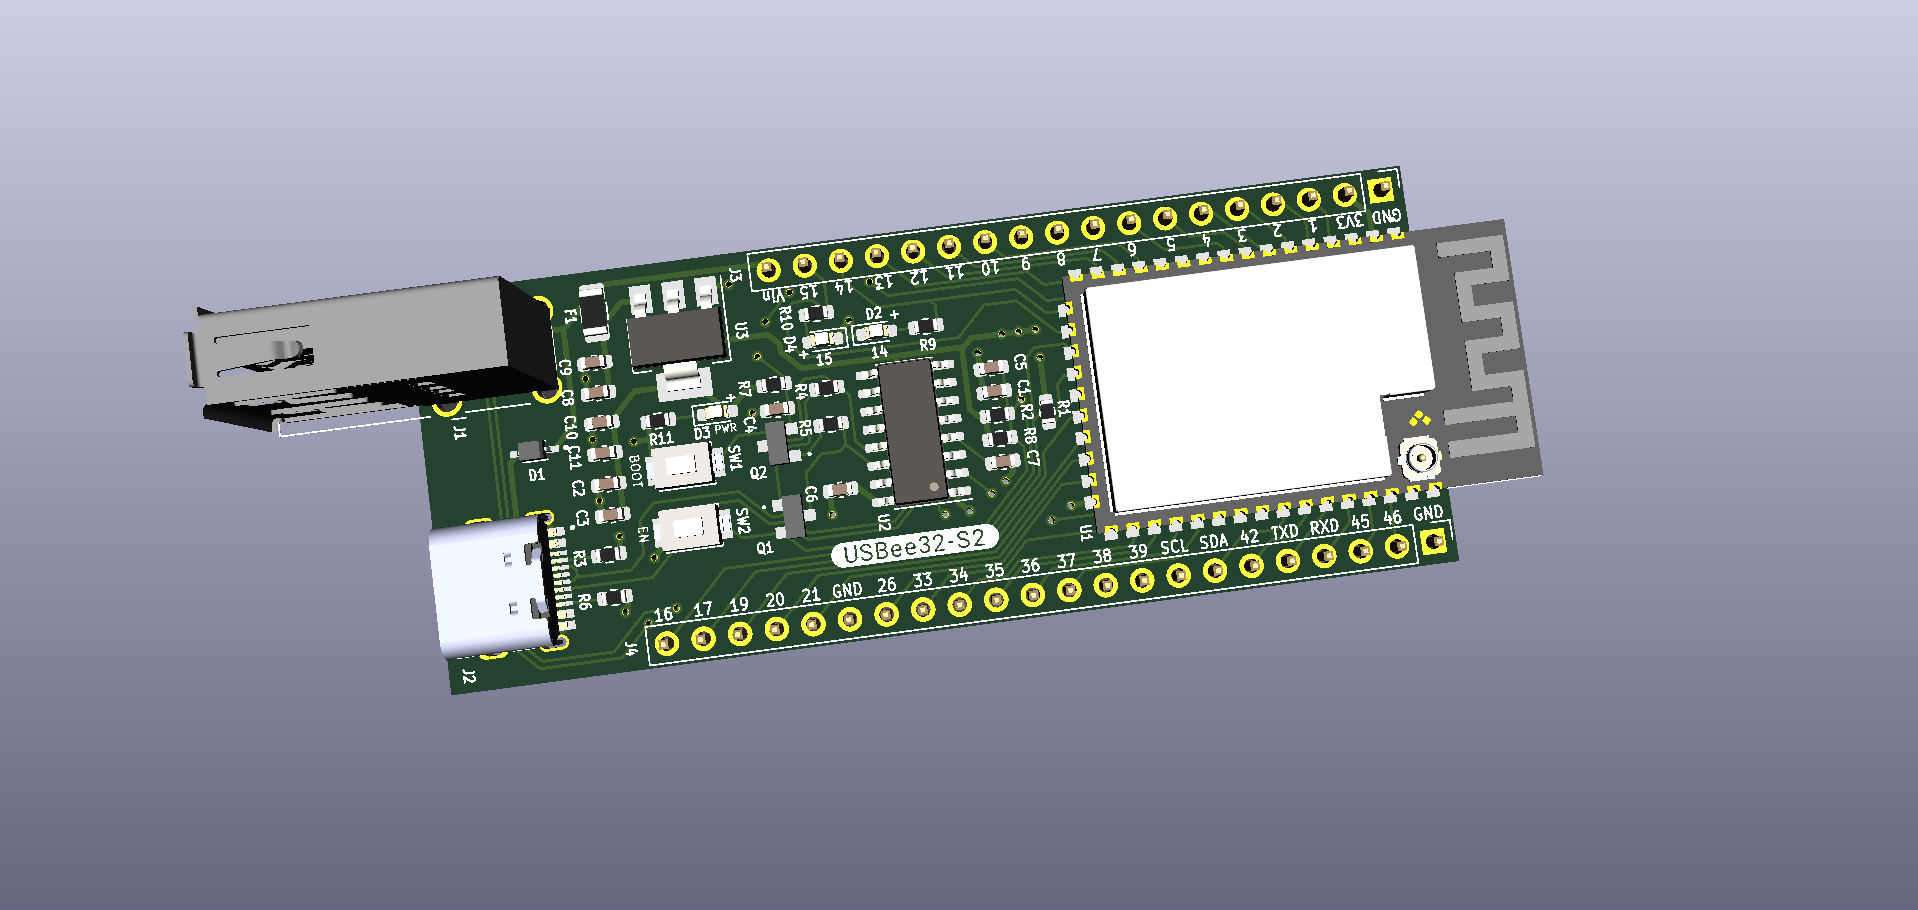 GND
3V3
1
2
3
4
5
6
7
8
9
10
11
12
13
14
15
Vin
J3
F1
U3
R10
D4
+
15
D2 +
14
R9
C9
C8
C10
C11
C2
C3
R3
R6
R7
R4
C4
R5
R11
D3
PWR
+
BOOT
SW1
EN
SW2
Q2
Q1
C6
U2
C5
C1
R2
R8
C7
R1
U1
J1
D1
J2
J4
USBee32-S2
16
17
19
20
21
GND
26
33
34
35
36
37
38
39
SCL
SDA
42
TXD
RXD
45
46
GND